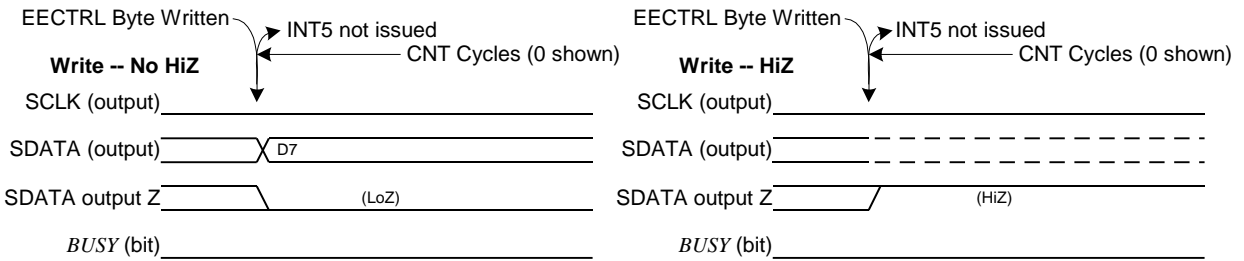 EECTRL Byte Written
INT5 not issued
CNT Cycles (0 shown)
Write -- No HiZ
SCLK (output)
SDATA (output)
D7
SDATA output Z
(LoZ)
BUSY (bit)
EECTRL Byte Written
INT5 not issued
CNT Cycles (0 shown)
Write -- HiZ
SCLK (output)
SDATA (output)
SDATA output Z
(HiZ)
BUSY (bit)